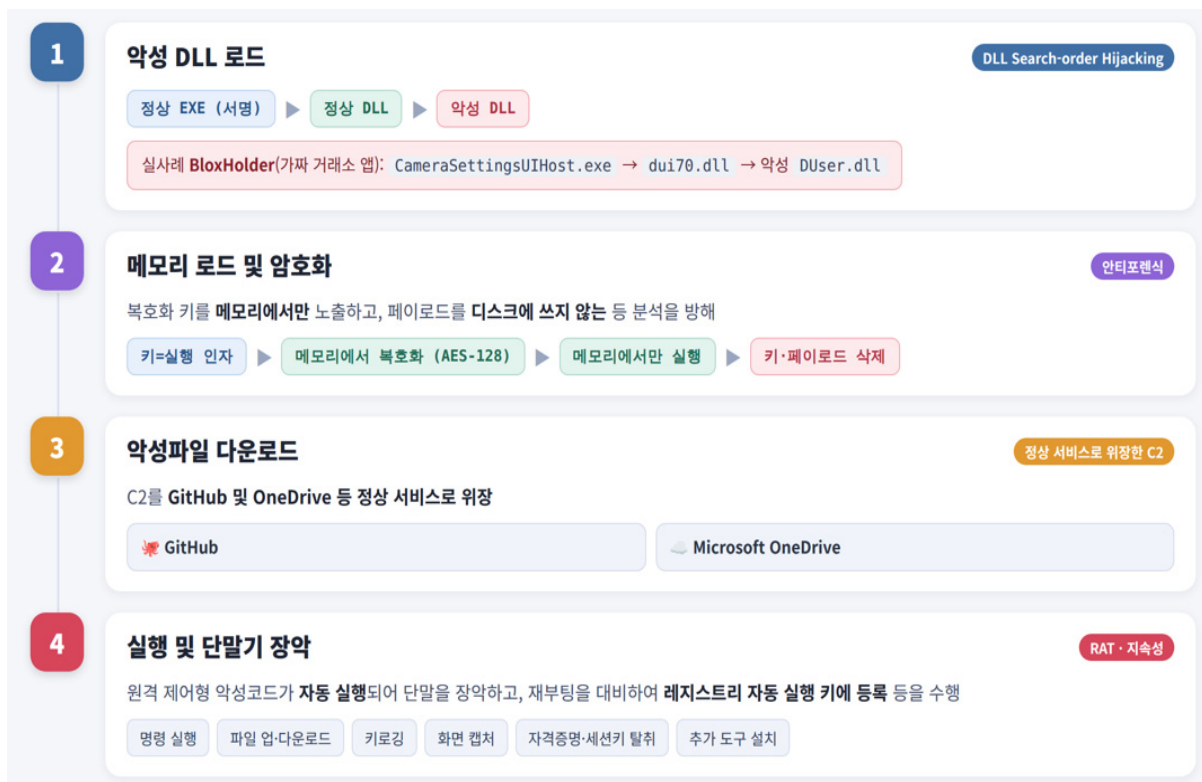 1
악성 DLL 로드
DLL Search-order Hijacking
정상 EXE (서명) ▶ 정상 DLL ▶ 악성 DLL
실사례 BloxHolder(가짜 거래소 앱): CameraSettingsUIHost.exe → dui70.dll → 악성 DUser.dll
2
메모리 로드 및 암호화
안티포렌식
복호화 키를 메모리에서만 노출하고, 페이로드를 디스크에 쓰지 않는 등 분석을 방해
키=실행 인자 ▶ 메모리에서 복호화 (AES-128) ▶ 메모리에서만 실행 ▶ 키·페이로드 삭제
3
악성파일 다운로드
정상 서비스로 위장한 C2
C2를 GitHub 및 OneDrive 등 정상 서비스로 위장
GitHub
Microsoft OneDrive
4
실행 및 단말기 장악
RAT · 지속성
원격 제어형 악성코드가 자동 실행되어 단말을 장악하고, 재부팅을 대비하여 레지스트리 자동 실행 키에 등록 등을 수행
명령 실행
파일 업·다운로드
키로깅
화면 캡처
자격증명·세션키 탈취
추가 도구 설치